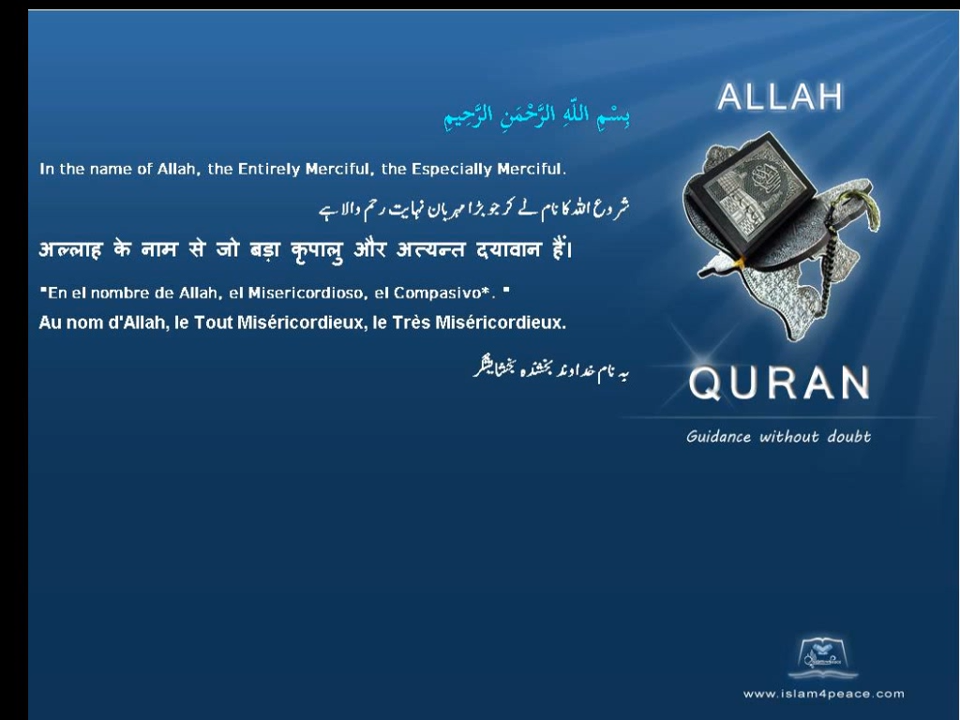 بِسْمِ اللّهِ الرَّحْمَنِ الرَّحِيمِ
In the name of Allah, the Entirely Merciful, the Especially Merciful.
شروع اللہ کا نام لے کر جو بڑا مہربان نہایت رحم والا ہے
अल्लाह के नाम से जो बड़ा कृपालु और अत्यन्त दयावान हैं।
"En el nombre de Allah, el Misericordioso, el Compasivo*. "
Au nom d'Allah, le Tout Miséricordieux, le Très Miséricordieux.
به نام خداوند بخشنده بخشایشگر
ALLAH
QURAN
Guidance without doubt
www.islam4peace.com